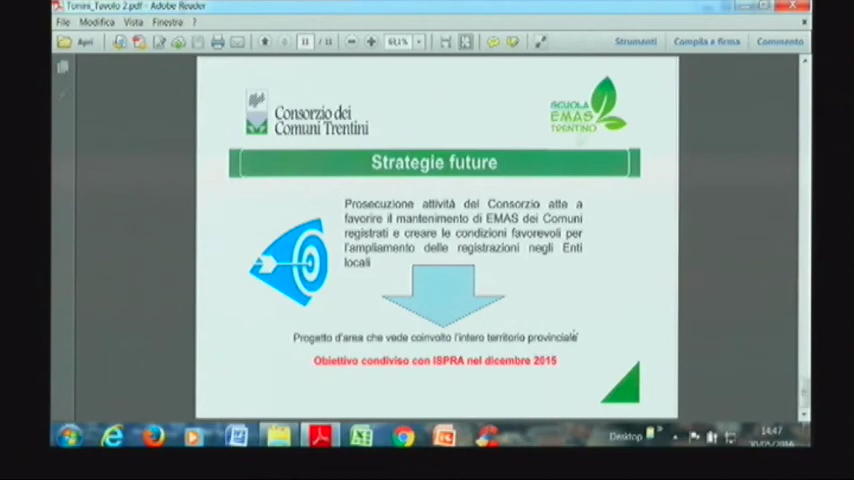 Tonini_Tavolo 2.pdf - Adobe Reader
File Modifica Vista Finestra ?
Apri 11 / 11 69,1% Strumenti Compila e firma Commento
Consorzio dei
Comuni Trentini
SCUOLA
EMAS
TRENTINO
Strategie future
Prosecuzione attività del Consorzio atte a
favorire il mantenimento di EMAS dei Comuni
registrati e creare le condizioni favorevoli per
l'ampliamento delle registrazioni negli Enti
locali
Progetto d'area che vede coinvolto l'intero territorio provinciale
Obiettivo condiviso con ISPRA nel dicembre 2015
Desktop
14:47